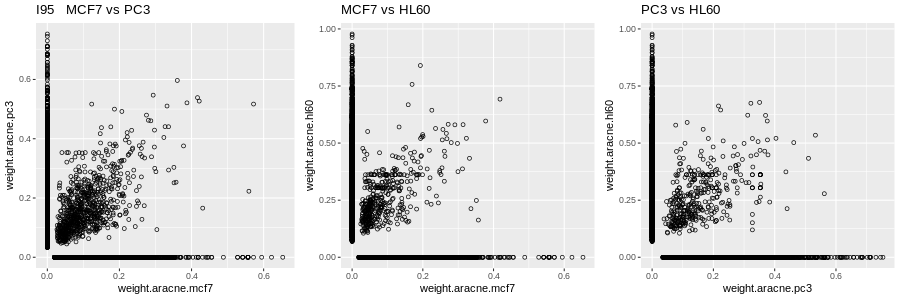 I95 MCF7 vs PC3
weight.aracne.pc3
0.6
0.4
0.2
0.0
0.0 0.2 0.4 0.6
weight.aracne.mcf7
MCF7 vs HL60
weight.aracne.hl60
1.00
0.75
0.50
0.25
0.00
0.0 0.2 0.4 0.6
weight.aracne.mcf7
PC3 vs HL60
weight.aracne.hl60
1.00
0.75
0.50
0.25
0.00
0.0 0.2 0.4 0.6
weight.aracne.pc3